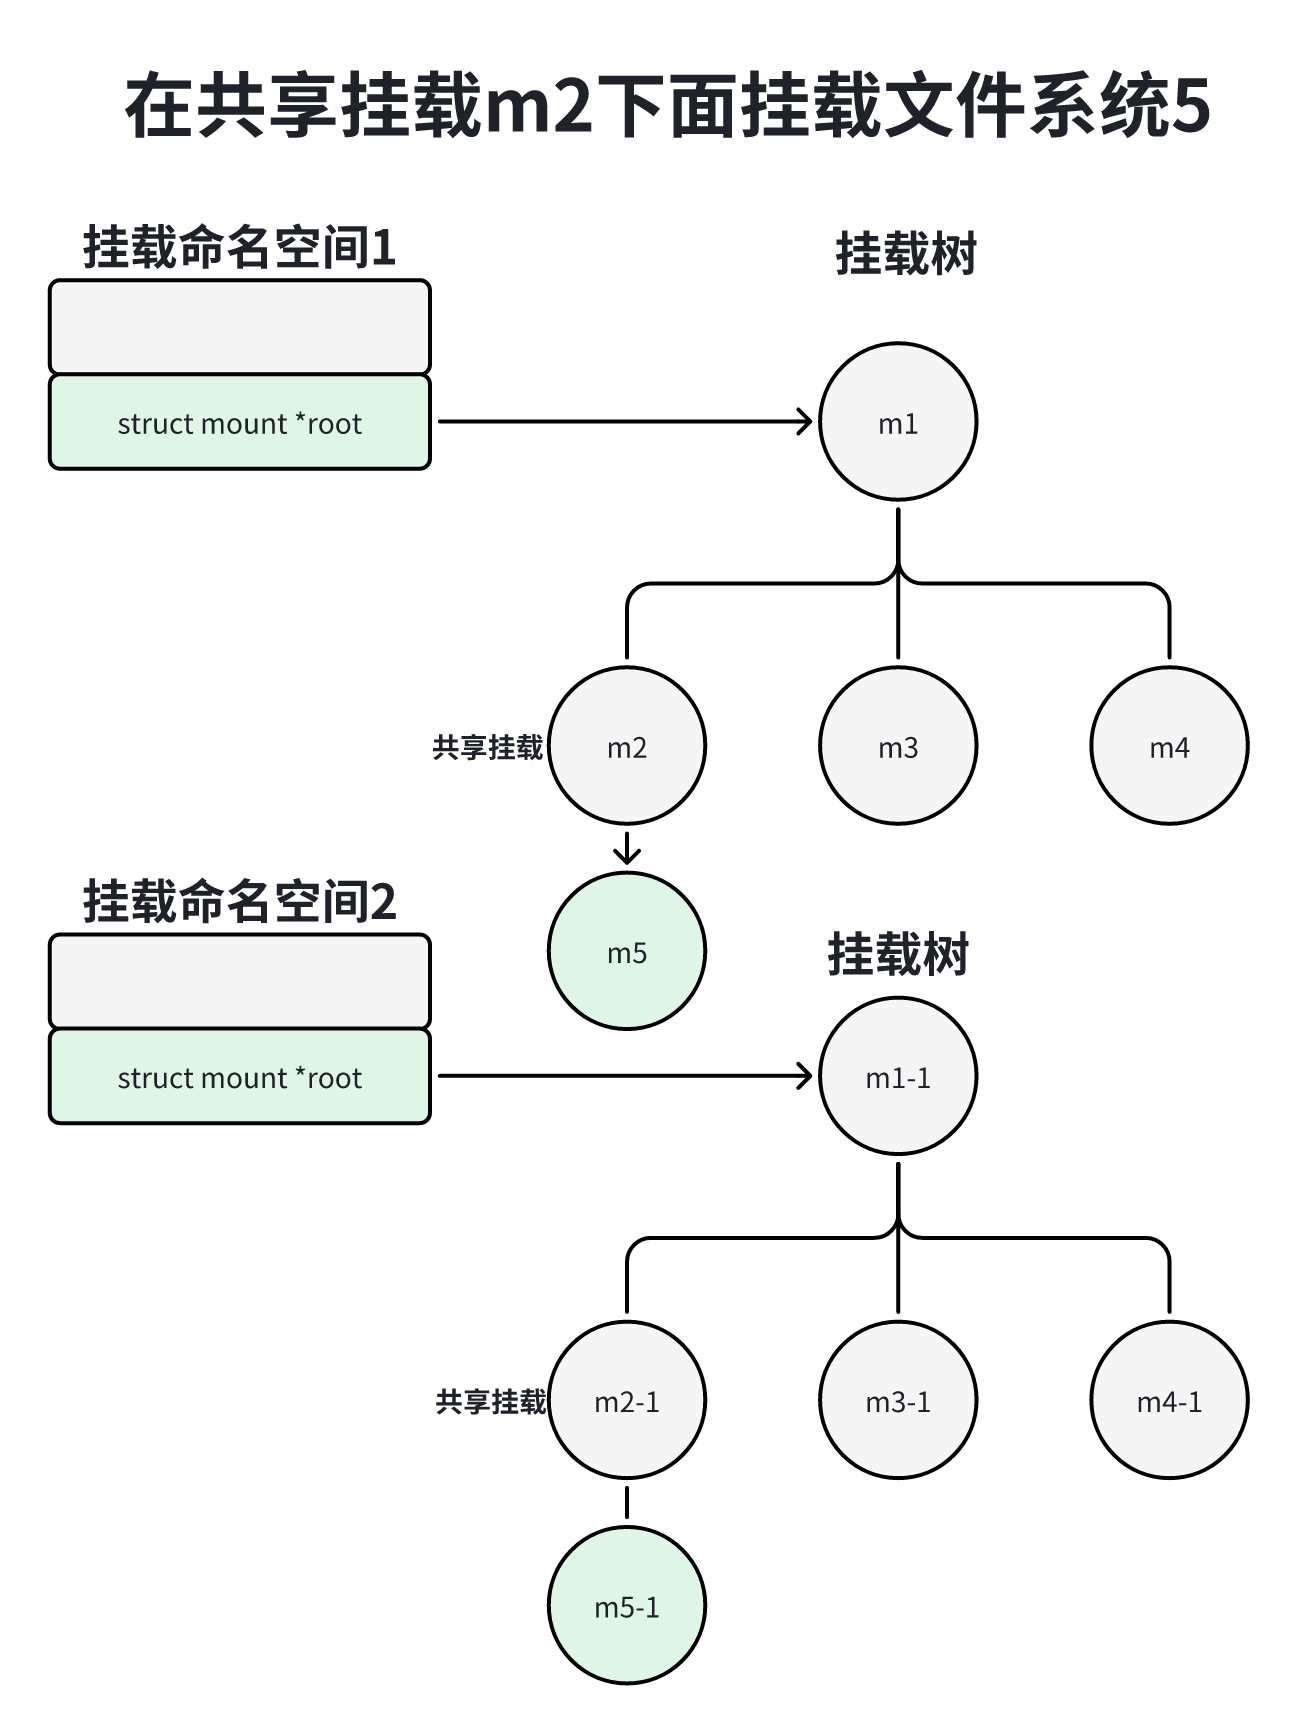 在共享挂载m2下面挂载文件系统5
挂载命名空间1
挂载树
struct mount *root
m1
共享挂载
m2
m3
m4
挂载命名空间2
m5
挂载树
struct mount *root
m1-1
共享挂载
m2-1
m3-1
m4-1
m5-1